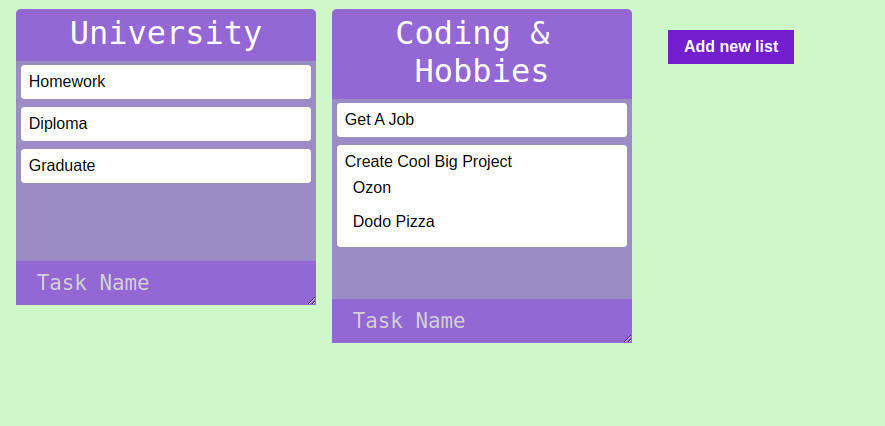 University
Homework
Diploma
Graduate
Task Name
Coding &
Hobbies
Get A Job
Create Cool Big Project
Ozon
Dodo Pizza
Task Name
Add new list